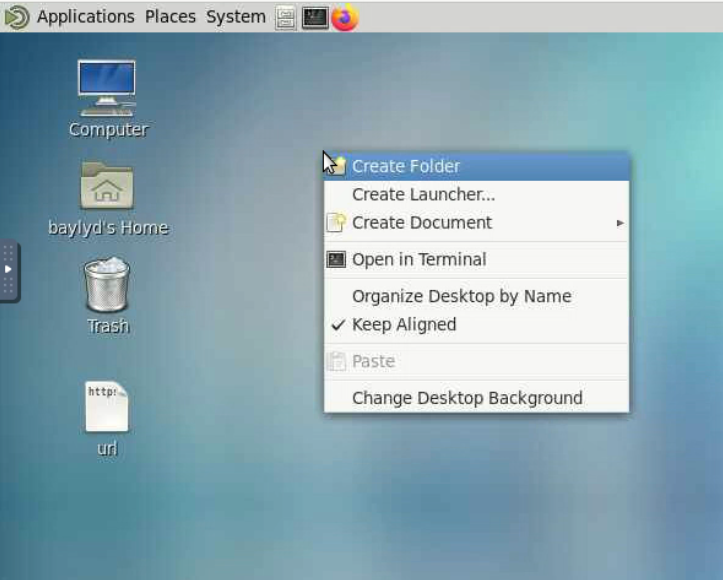 Applications Places System
Computer
baylyd's Home
Trash
http:
url
Create Folder
Create Launcher...
Create Document
Open in Terminal
Organize Desktop by Name
Keep Aligned
Paste
Change Desktop Background